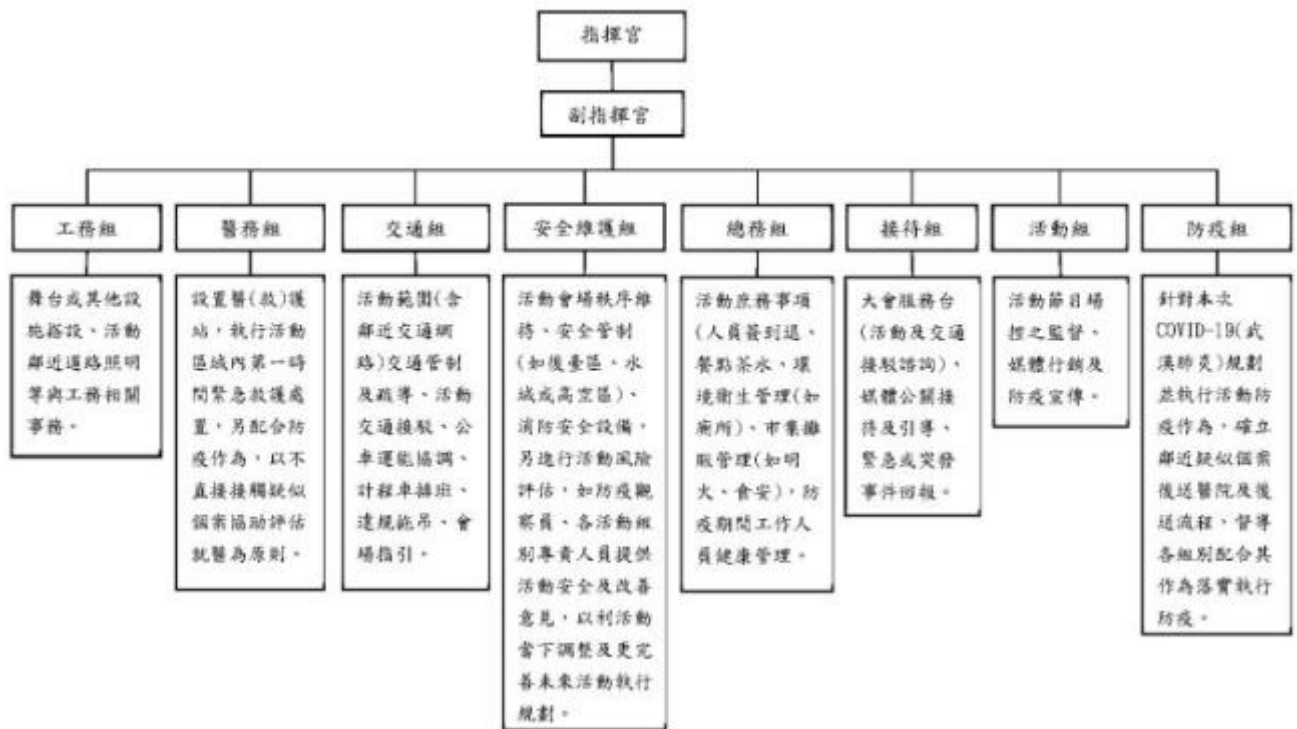 指揮官
副指揮官
工務組
醫務組
交通組
安全維護組
總務組
接待組
活動組
防疫組
舞台或其他設
施搭設、活動
鄰近道路照明
等與工務相關
事務。
設置醫(救)護
站，執行活動
區域內第一時
間緊急救護處
置，另配合防
疫作為，以不
直接接觸疑似
個案協助評估
就醫為原則。
活動範圍(含
鄰近交通網
路)交通管制
及疏導、活動
交通接駁、公
車運能協調、
計程車排班、
違規拖吊、會
場指引。
活動會場秩序維
持、安全管制
(如後臺區、水
域或高空區)、
消防安全設備，
另進行活動風險
評估，如防疫觀
察員、各活動組
別專責人員提供
活動安全及改善
意見，以利活動
當下調整及更完
善未來活動執行
規劃。
活動庶務事項
(人員簽到退、
餐點茶水、環
境衛生管理(如
廁所)、市集攤
販管理(如明
火、食安)，防
疫期間工作人
員健康管理。
大會服務台
(活動及交通
接駁諮詢)、
媒體公關接
待及引導、
緊急或突發
事件回報。
活動節目場
控之監督、
媒體行銷及
防疫宣傳。
針對本次
COVID-19(武
漢肺炎)規劃
並執行活動防
疫作為，確立
鄰近疑似個案
後送醫院及後
送流程，督導
各組別配合其
作為落實執行
防疫。